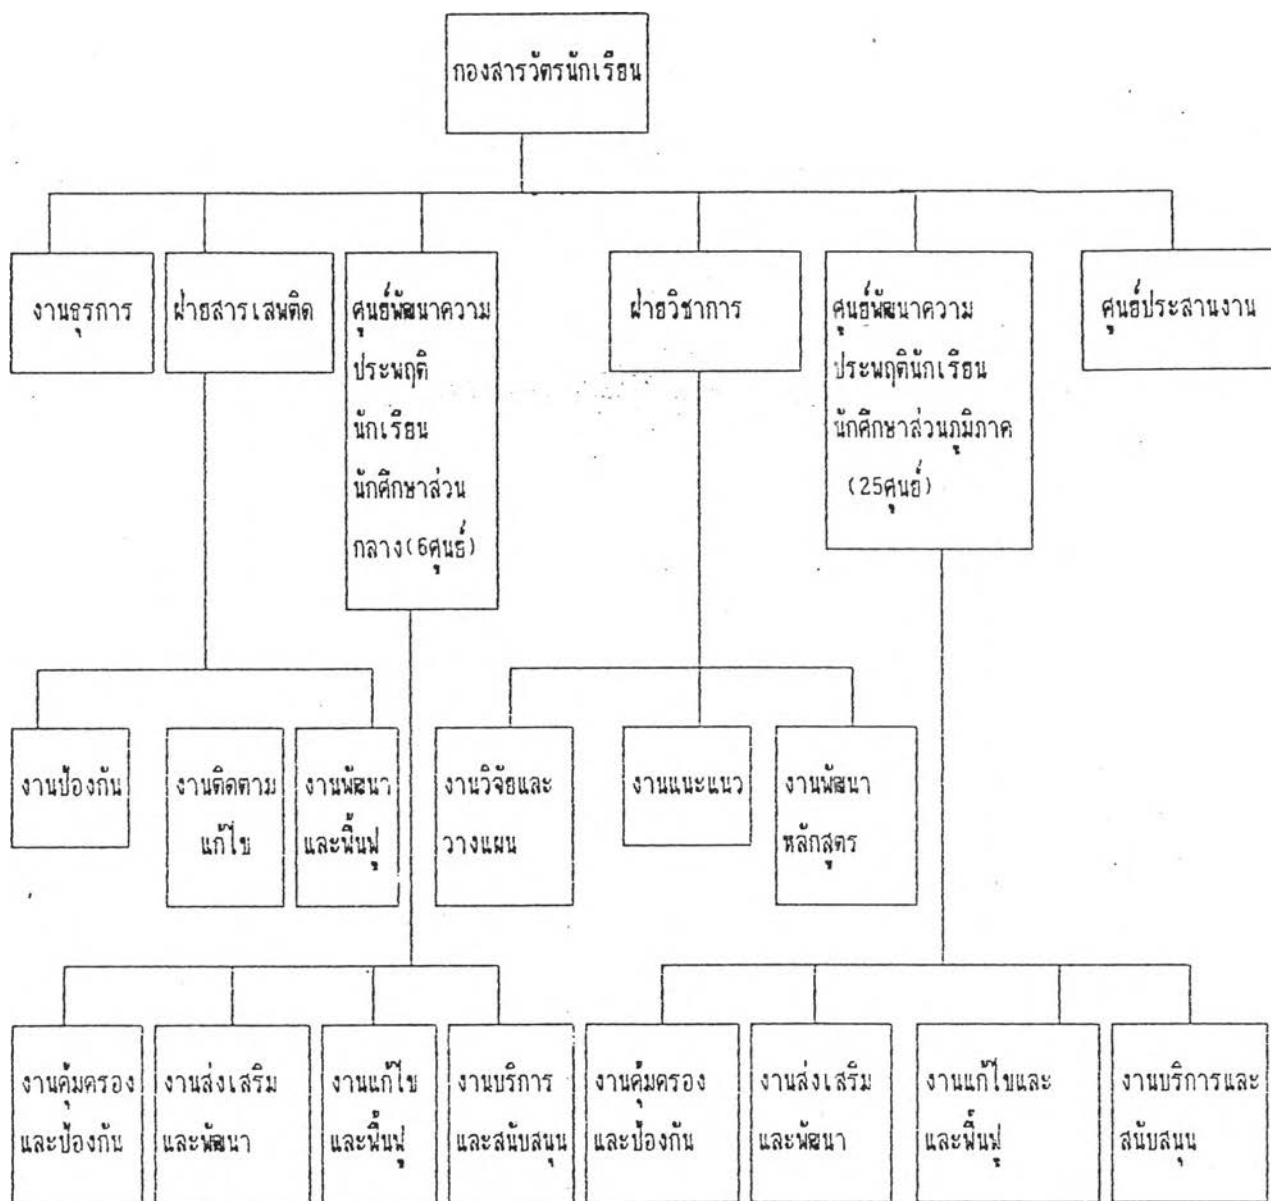 กองสารวัตรนักเรียน
งานธุรการ
ฝ่ายสารเสพติด
ศูนย์พัฒนาความ
ประพฤติ
นักเรียน
นักศึกษาส่วน
กลาง(6ศูนย์)
ฝ่ายวิชาการ
ศูนย์พัฒนาความ
ประพฤตินักเรียน
นักศึกษาส่วนภูมิภาค
(25ศูนย์)
ศูนย์ประสานงาน
งานป้องกัน
งานติดตาม
แก้ไข
งานพัฒนา
และฟื้นฟู
งานวิจัยและ
วางแผน
งานแนะแนว
งานพัฒนา
หลักสูตร
งานคุ้มครอง
และป้องกัน
งานส่งเสริม
และพัฒนา
งานแก้ไข
และฟื้นฟู
งานบริการ
และสนับสนุน
งานคุ้มครอง
และป้องกัน
งานส่งเสริม
และพัฒนา
งานแก้ไขและ
และฟื้นฟู
งานบริการและ
สนับสนุน